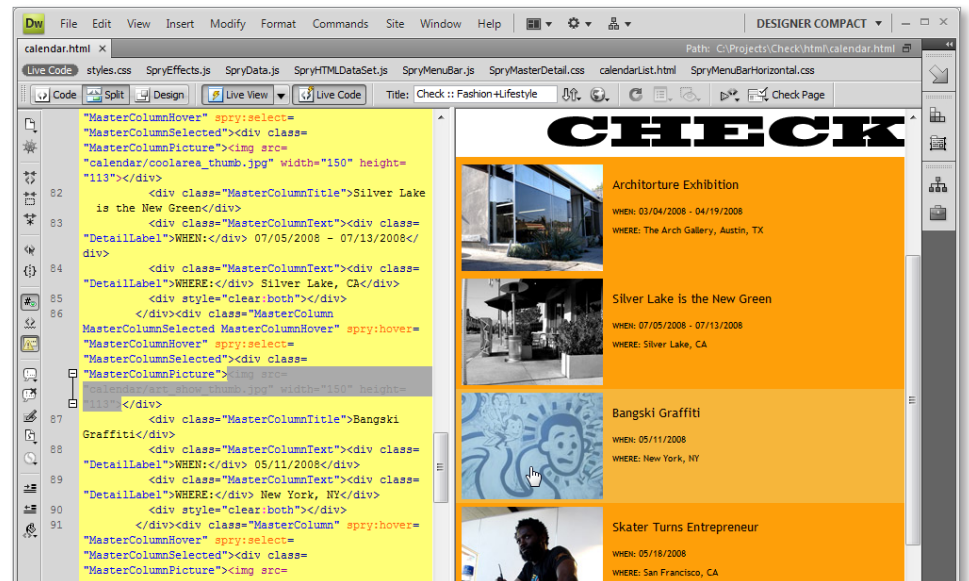 Dw File Edit View Insert Modify Format Commands Site Window Help DESIGNER COMPACT
calendar.html × Path: C:\Projects\Check\html\calendar.html
Live Code styles.css SpryEffects.js SpryData.js SpryHTMLDataSet.js SpryMenuBar.js SpryMasterDetail.css calendarList.html SpryMenuBarHorizontal.css
Code Split Design Live View Live Code Title: Check :: Fashion+Lifestyle Check Page
"MasterColumnHover" spry:select=
"MasterColumnSelected"><div class=
"MasterColumnPicture"><img src=
"calendar/coolarea_thumb.jpg" width="150" height=
"113"></div>
82 <div class="MasterColumnTitle">Silver Lake
is the New Green</div>
83 <div class="MasterColumnText"><div class=
"DetailLabel">WHEN:</div> 07/05/2008 - 07/13/2008</
div>
84 <div class="MasterColumnText"><div class=
"DetailLabel">WHERE:</div> Silver Lake, CA</div>
85 <div style="clear:both"></div>
86 </div><div class="MasterColumn
MasterColumnSelected MasterColumnHover" spry:hover=
"MasterColumnHover" spry:select=
"MasterColumnSelected"><div class=
"MasterColumnPicture"><img src=
"calendar/art_show_thumb.jpg" width="150" height=
"113"></div>
87 <div class="MasterColumnTitle">Bangski
Graffiti</div>
88 <div class="MasterColumnText"><div class=
"DetailLabel">WHEN:</div> 05/11/2008</div>
89 <div class="MasterColumnText"><div class=
"DetailLabel">WHERE:</div> New York, NY</div>
90 <div style="clear:both"></div>
91 </div><div class="MasterColumn" spry:hover=
"MasterColumnHover" spry:select=
"MasterColumnSelected"><div class=
"MasterColumnPicture"><img src=
CHECK
Architorture Exhibition
WHEN: 03/04/2008 - 04/19/2008
WHERE: The Arch Gallery, Austin, TX
Silver Lake is the New Green
WHEN: 07/05/2008 - 07/13/2008
WHERE: Silver Lake, CA
Bangski Graffiti
WHEN: 05/11/2008
WHERE: New York, NY
Skater Turns Entrepreneur
WHEN: 05/18/2008
WHERE: San Francisco, CA